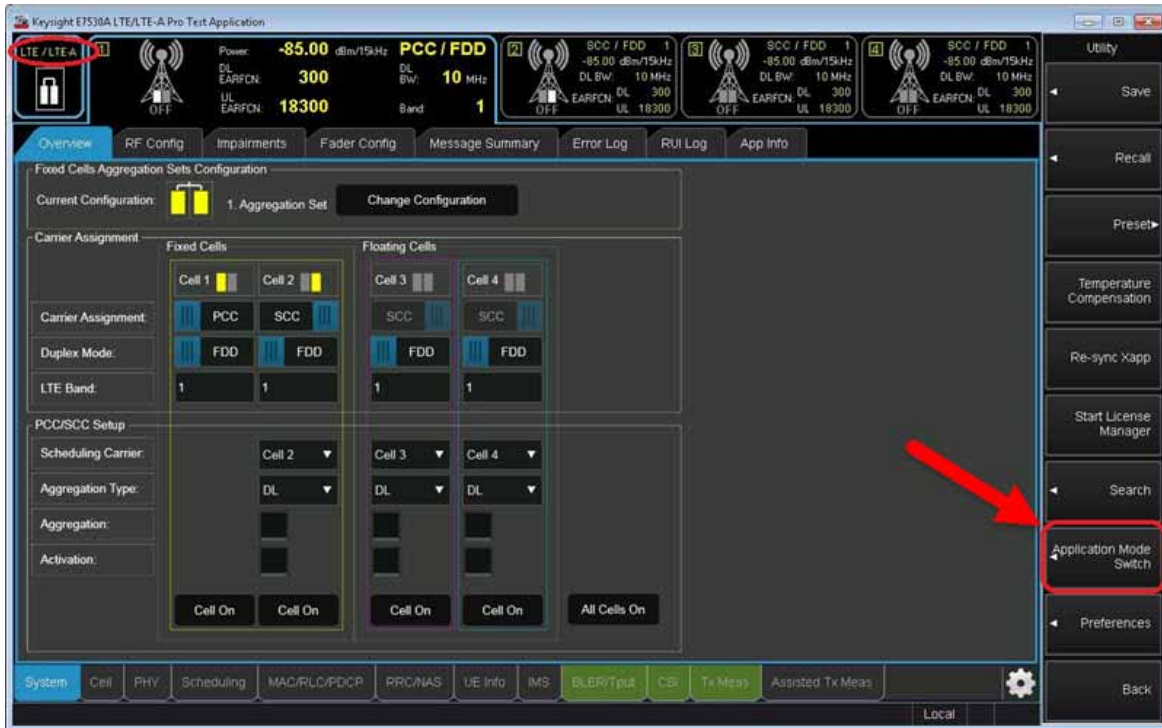 Keysight E7530A LTE/LTE-A Pro Test Application
LTE / LTE-A
1
OFF
Power: -85.00 dBm/15kHz PCC / FDD
DL EARFCN: 300 DL BW: 10 MHz
UL EARFCN: 18300 Band 1
2
OFF
SCC / FDD 1
-85.00 dBm/15kHz
DL BW: 10 MHz
EARFCN: DL 300
UL 18300
3
OFF
SCC / FDD 1
-85.00 dBm/15kHz
DL BW: 10 MHz
EARFCN: DL 300
UL 18300
4
OFF
SCC / FDD 1
-85.00 dBm/15kHz
DL BW: 10 MHz
EARFCN: DL 300
UL 18300
Overview RF Config Impairments Fader Config Message Summary Error Log RUI Log App Info
Fixed Cells Aggregation Sets Configuration
Current Configuration: 1. Aggregation Set Change Configuration
Carrier Assignment
Fixed Cells Floating Cells
Cell 1 Cell 2 Cell 3 Cell 4
Carrier Assignment: PCC SCC SCC SCC
Duplex Mode: FDD FDD FDD FDD
LTE Band: 1 1 1 1
PCC/SCC Setup
Scheduling Carrier: Cell 2 Cell 3 Cell 4
Aggregation Type: DL DL DL
Aggregation:
Activation:
Cell On Cell On Cell On Cell On All Cells On
System Cell PHY Scheduling MAC/RLC/PDCP RRC/NAS UE Info IMS BLER/Tput CSI Tx Meas Assisted Tx Meas
Local
Utility
Save
Recall
Preset
Temperature
Compensation
Re-sync Xapp
Start License
Manager
Search
Application Mode
Switch
Preferences
Back